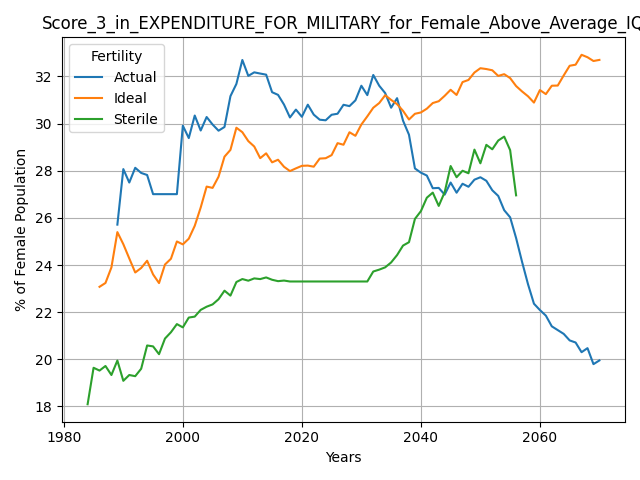 Score_3_in_EXPENDITURE_FOR_MILITARY_for_Female_Above_Average_IQ
Fertility
Actual
Ideal
Sterile
32
30
28
26
24
22
20
18
% of Female Population
1980
2000
2020
2040
2060
Years